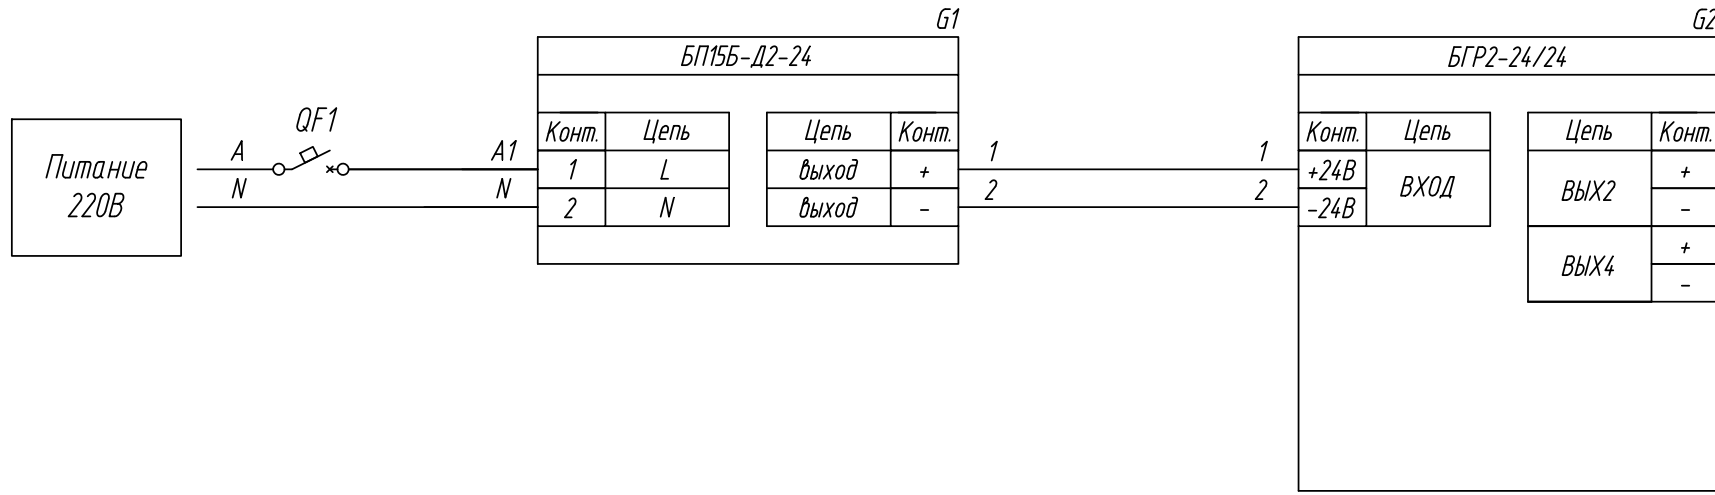 G1
G2
БП15Б-Д2-24
БГР2-24/24
QF1
Конт. Цепь Цепь Конт.
Конт. Цепь Цепь Конт.
Питание
220В
A A1
1 L выход +
1 1
+24В ВХОД ВЫХ2 +
N N
2 N выход -
2 2
-24В -
ВЫХ4 +
-